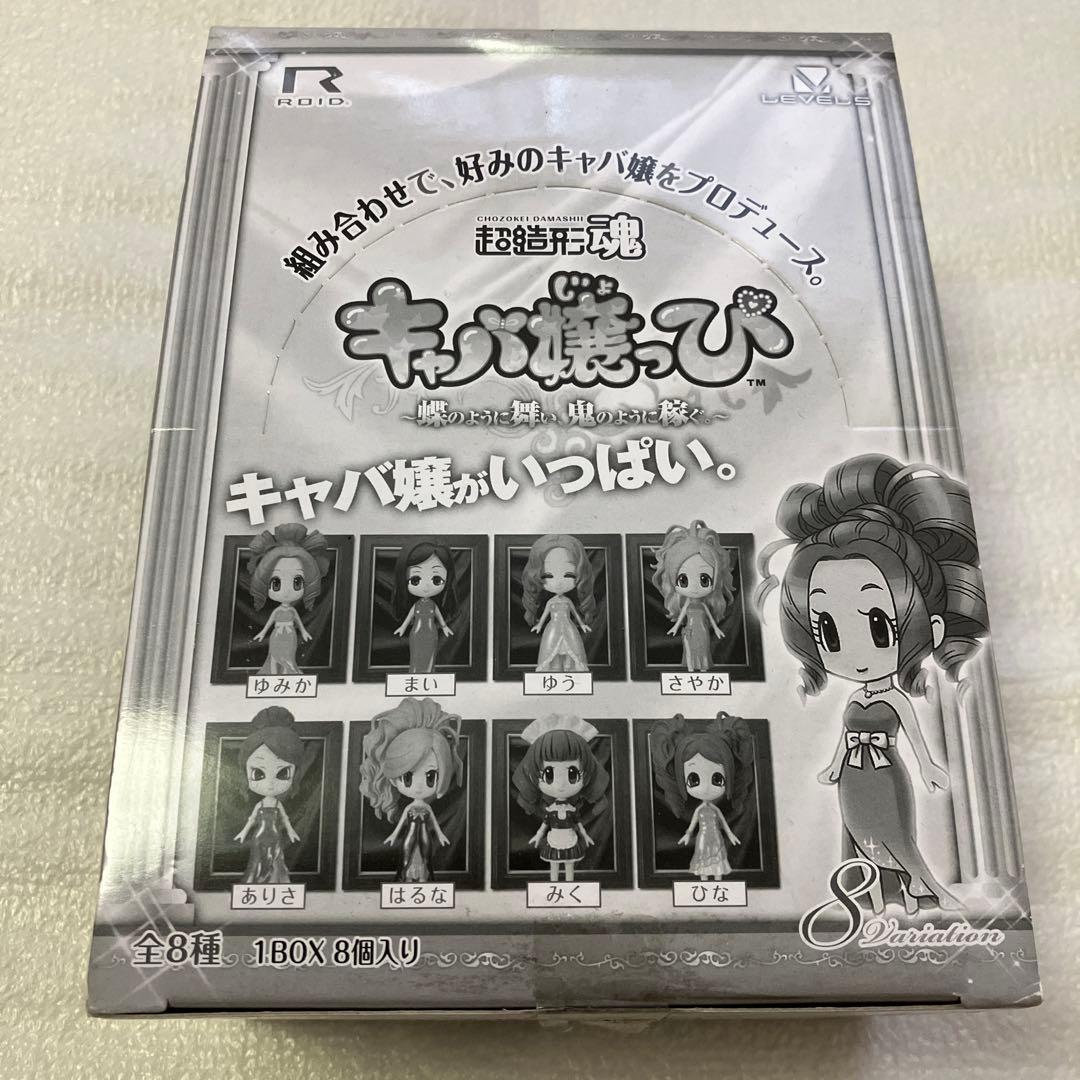 ROID
LEVEL5
組み合わせで、好みのキャバ嬢をプロデュース。
CHOZOKEI DAMASHII
超造形魂
じょ
キャバ嬢っぴ™
〜蝶のように舞い、鬼のように稼ぐ。〜
キャバ嬢がいっぱい。
ゆみか まい ゆう さやか
ありさ はるな みく ひな
8 Variation
全8種 1BOX 8個入り